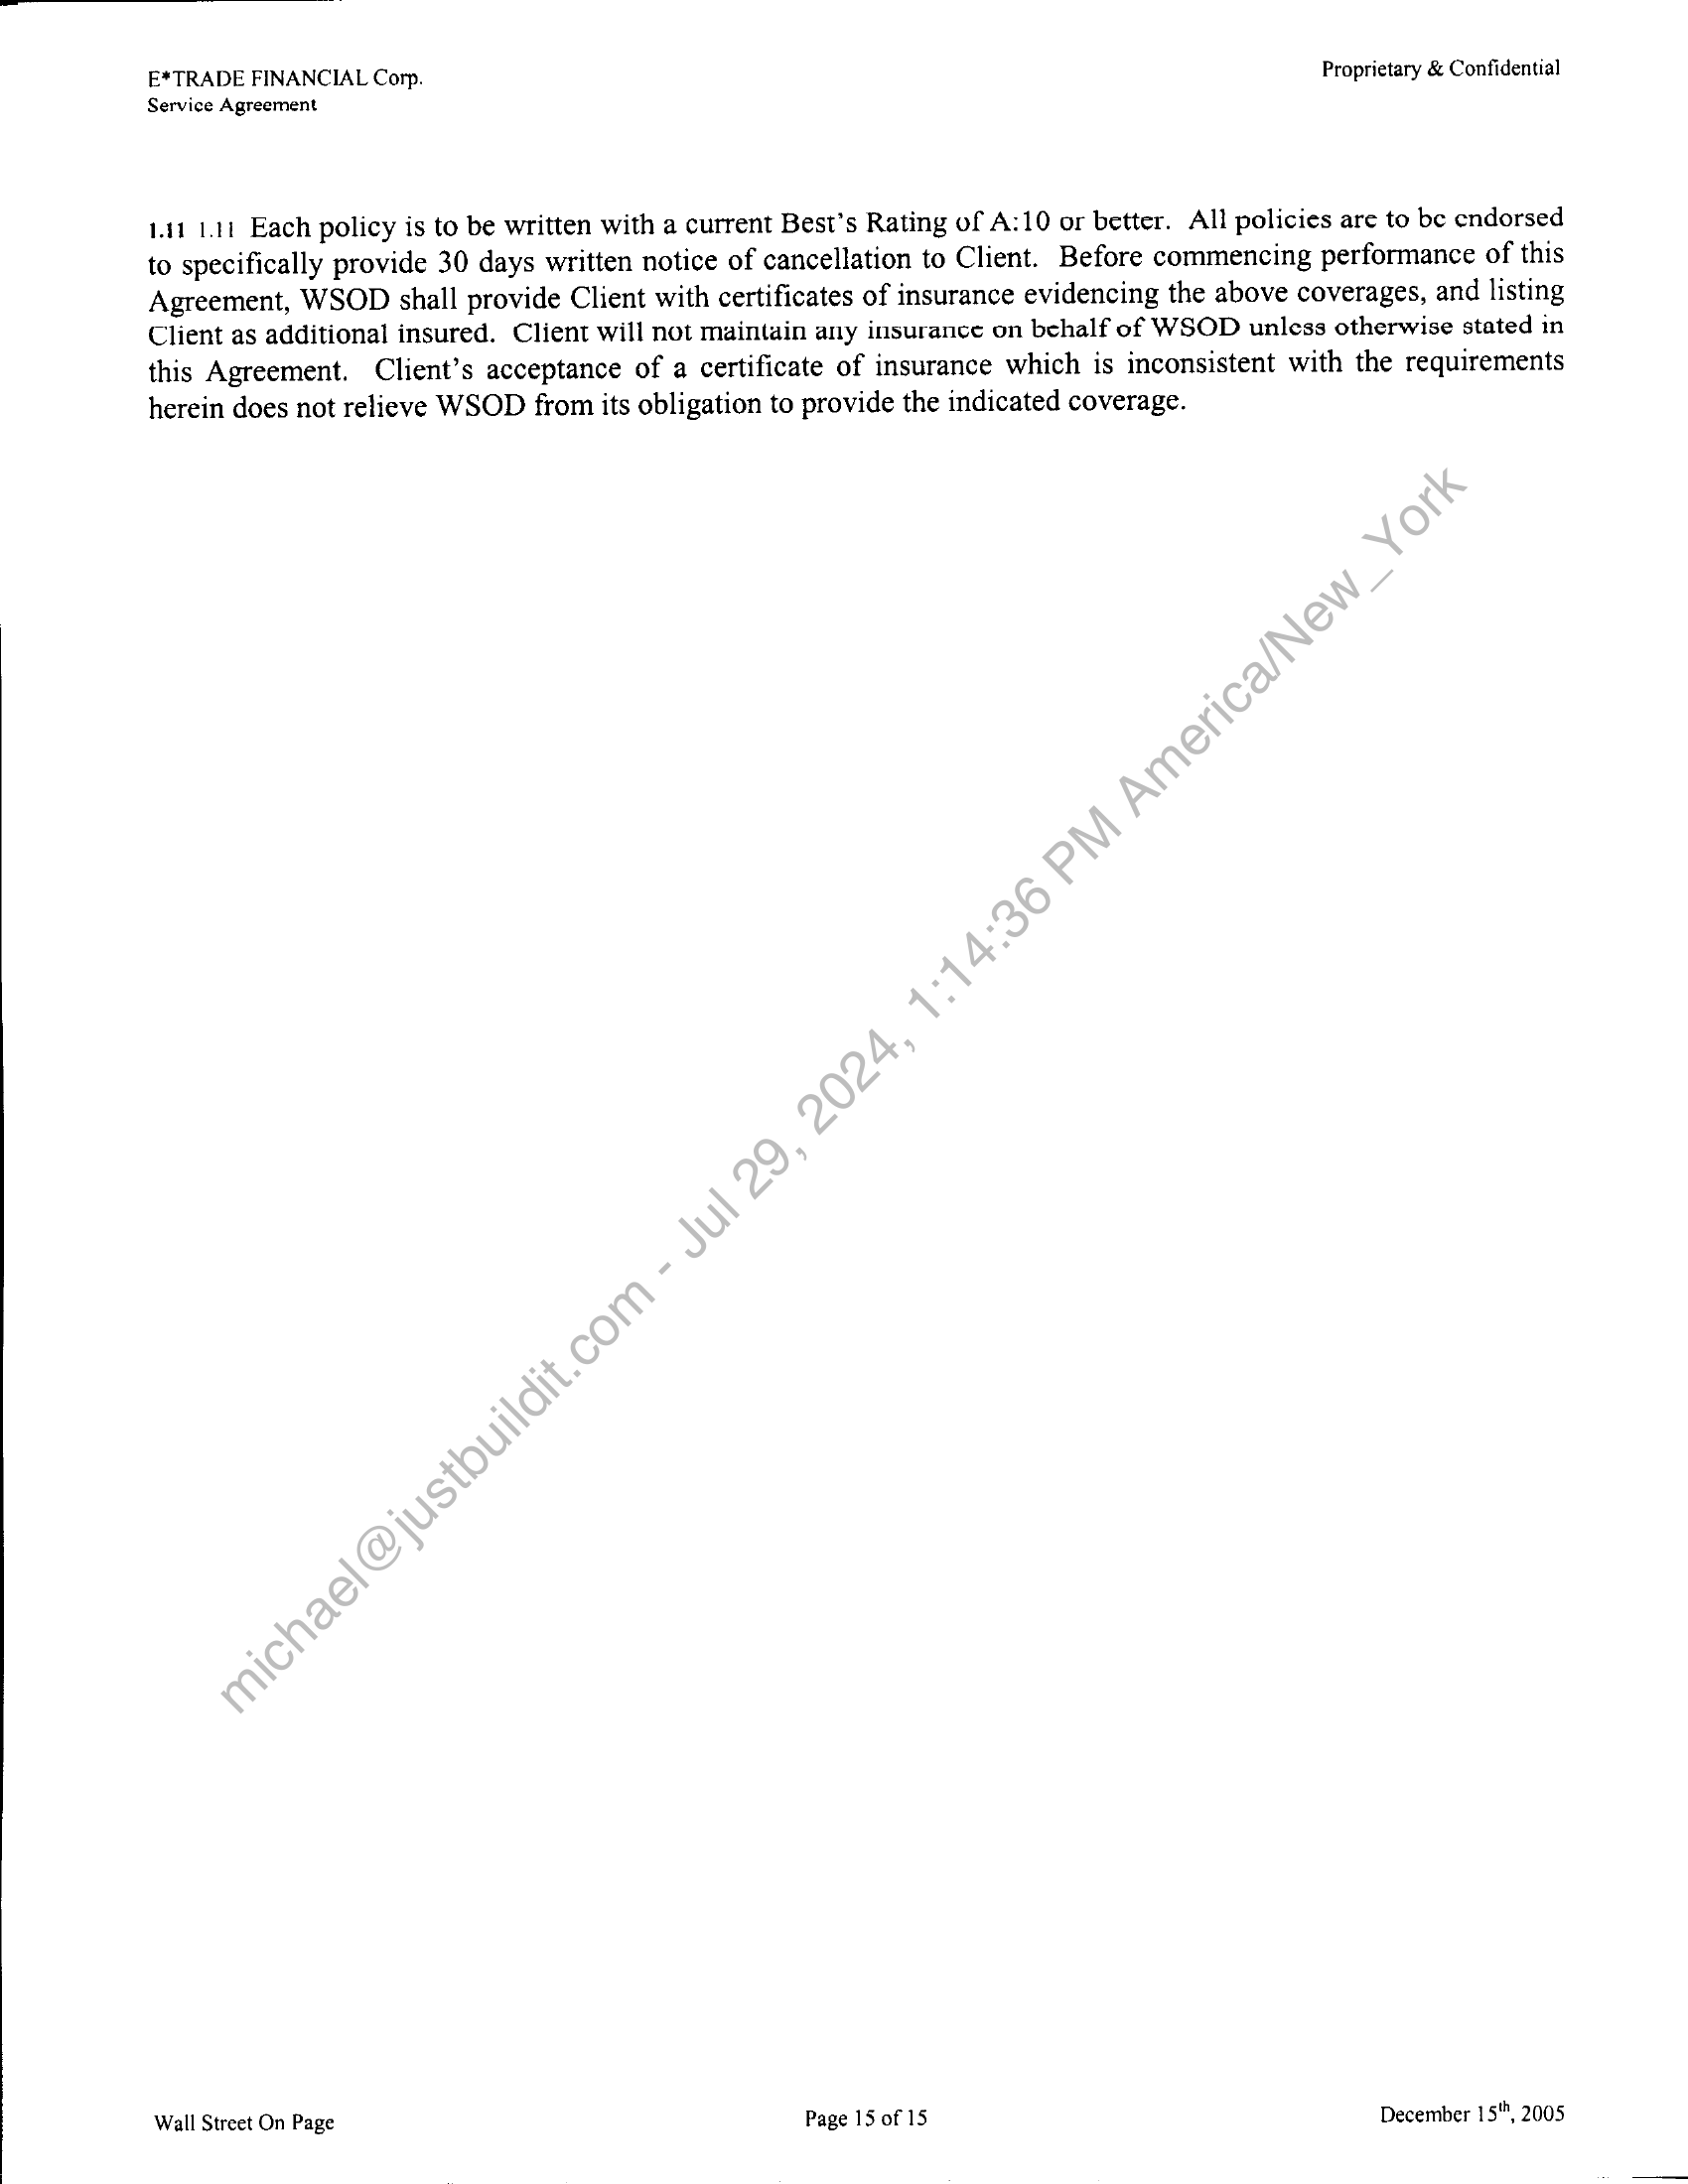 E*TRADE FINANCIAL Corp.
Service Agreement
Proprietary & Confidential
1.11 1.11 Each policy is to be written with a current Best's Rating of A:10 or better. All policies are to be endorsed
to specifically provide 30 days written notice of cancellation to Client. Before commencing performance of this
Agreement, WSOD shall provide Client with certificates of insurance evidencing the above coverages, and listing
Client as additional insured. Client will not maintain any insurance on behalf of WSOD unless otherwise stated in
this Agreement. Client's acceptance of a certificate of insurance which is inconsistent with the requirements
herein does not relieve WSOD from its obligation to provide the indicated coverage.
michael@justbuildit.com - Jul 29, 2024, 1:14:36 PM America/New_York
Wall Street On Page
Page 15 of 15
December 15th, 2005